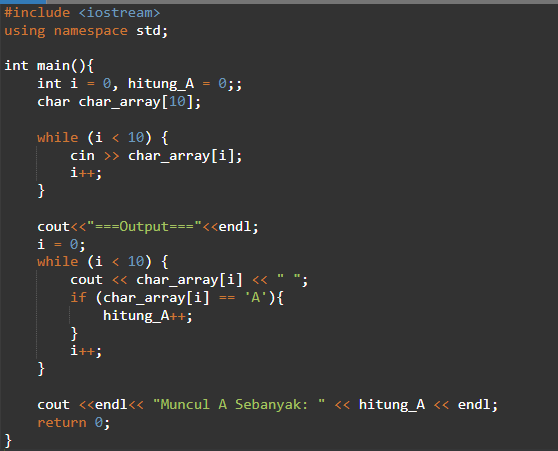 #include <iostream>
using namespace std;
int main(){
int i = 0, hitung_A = 0;;
char char_array[10];
while (i < 10) {
cin >> char_array[i];
i++;
}
cout<<"===Output==="<<endl;
i = 0;
while (i < 10) {
cout << char_array[i] << " ";
if (char_array[i] == 'A'){
hitung_A++;
}
i++;
}
cout <<endl<< "Muncul A Sebanyak: " << hitung_A << endl;
return 0;
}